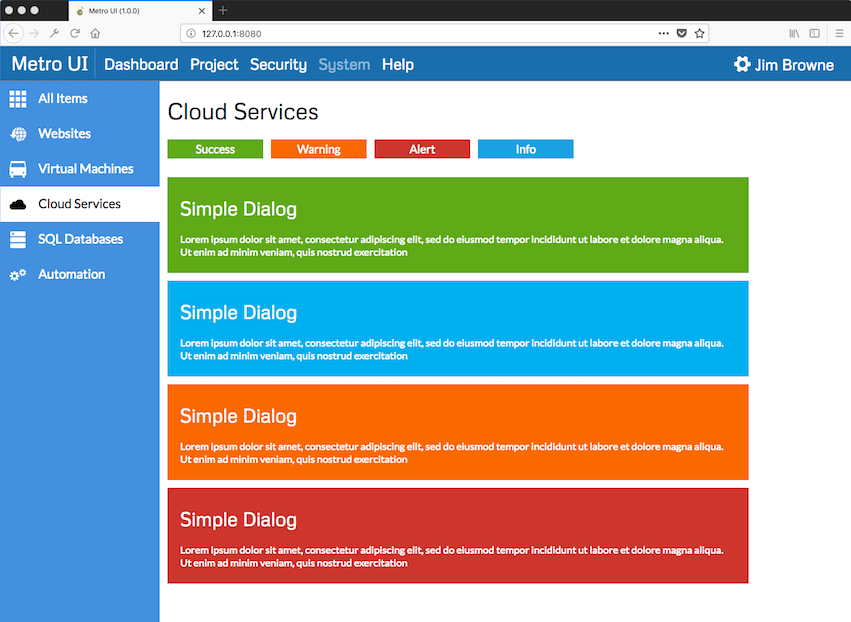 Metro UI (1.0.0)
127.0.0.1:8080
Metro UI Dashboard Project Security System Help Jim Browne
All Items
Websites
Virtual Machines
Cloud Services
SQL Databases
Automation
Cloud Services
Success Warning Alert Info
Simple Dialog
Lorem ipsum dolor sit amet, consectetur adipiscing elit, sed do eiusmod tempor incididunt ut labore et dolore magna aliqua.
Ut enim ad minim veniam, quis nostrud exercitation
Simple Dialog
Lorem ipsum dolor sit amet, consectetur adipiscing elit, sed do eiusmod tempor incididunt ut labore et dolore magna aliqua.
Ut enim ad minim veniam, quis nostrud exercitation
Simple Dialog
Lorem ipsum dolor sit amet, consectetur adipiscing elit, sed do eiusmod tempor incididunt ut labore et dolore magna aliqua.
Ut enim ad minim veniam, quis nostrud exercitation
Simple Dialog
Lorem ipsum dolor sit amet, consectetur adipiscing elit, sed do eiusmod tempor incididunt ut labore et dolore magna aliqua.
Ut enim ad minim veniam, quis nostrud exercitation